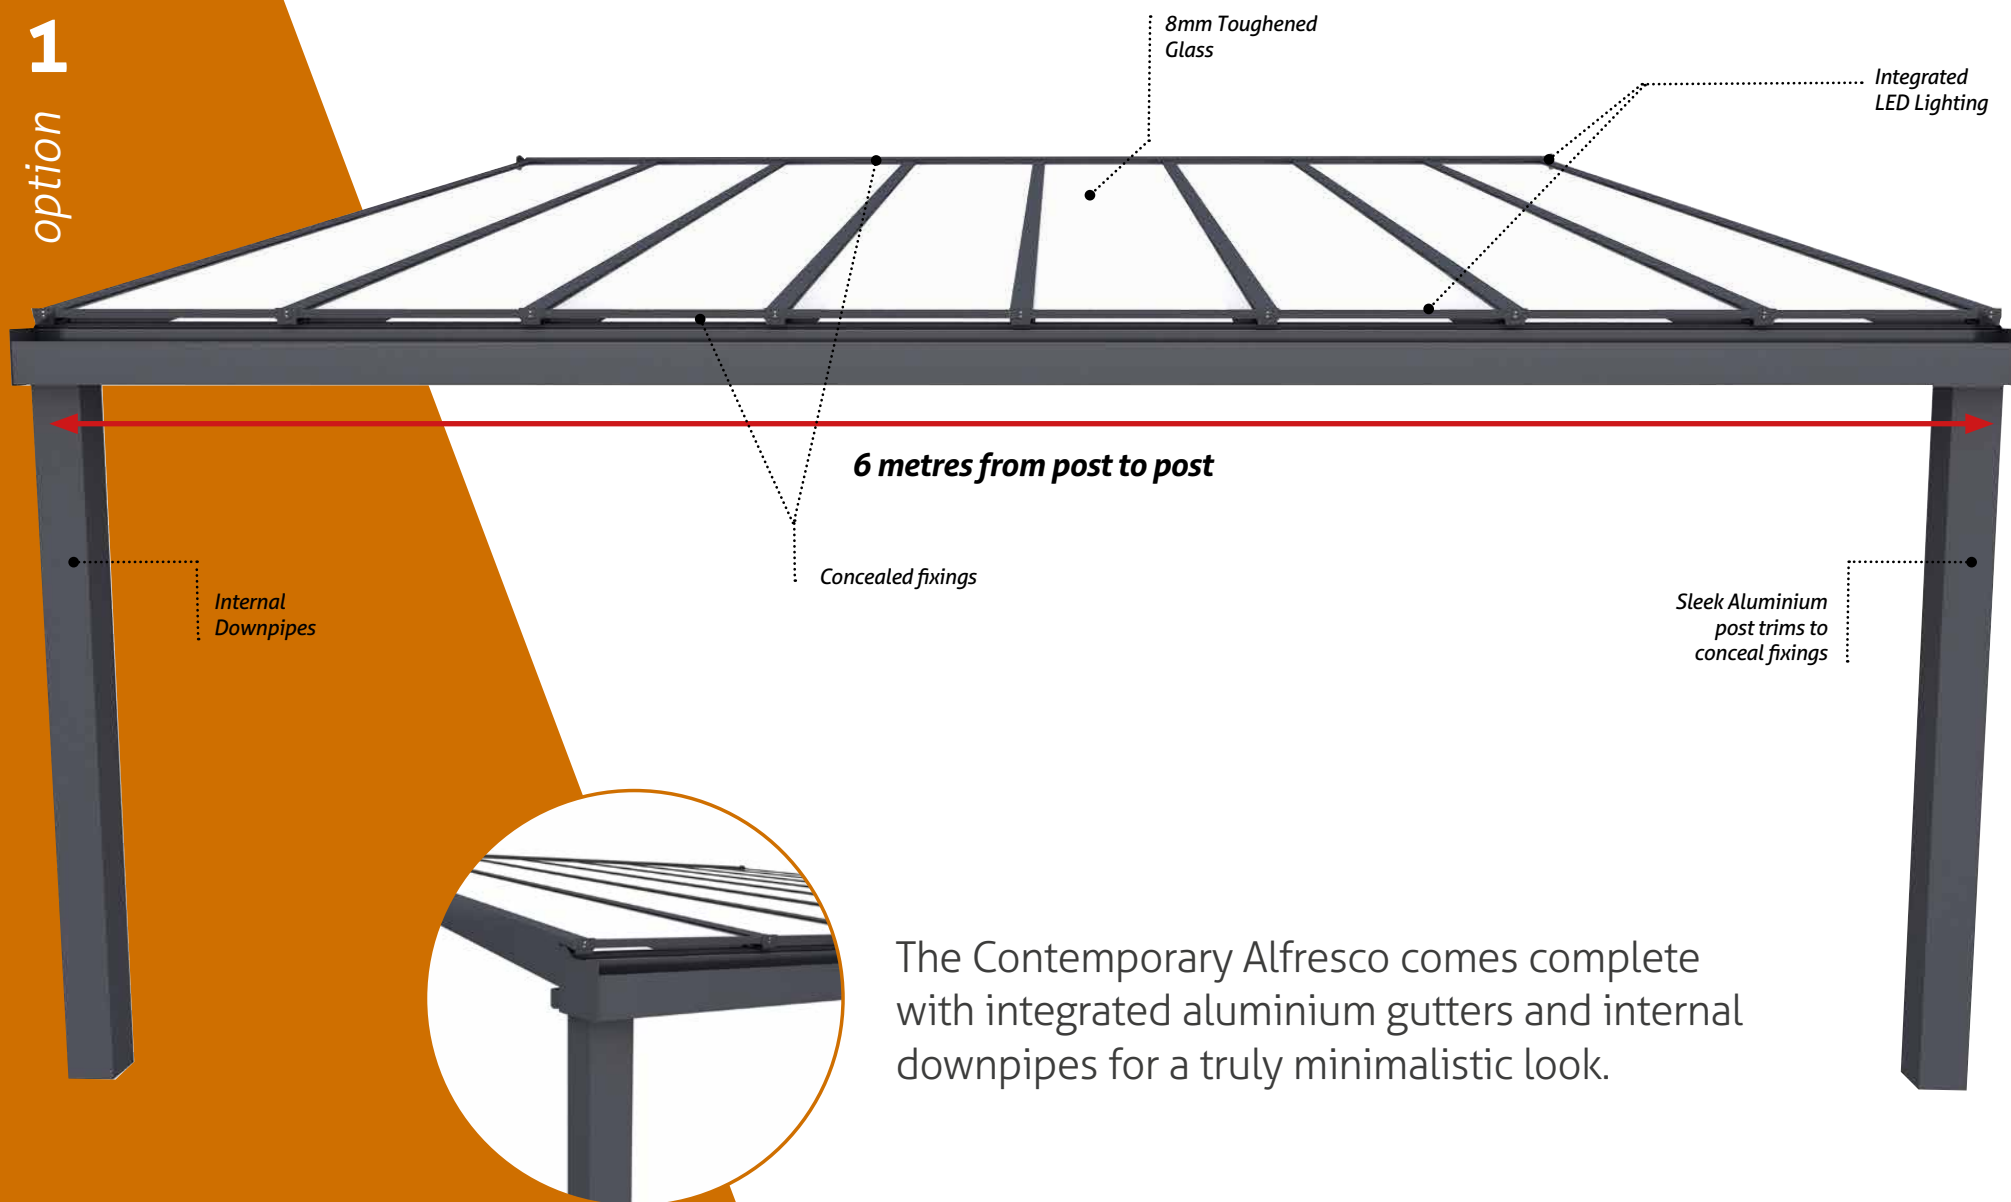 option 1
8mm Toughened
Glass
Integrated
LED Lighting
6 metres from post to post
Concealed fixings
Internal
Downpipes
Sleek Aluminium
post trims to
conceal fixings
The Contemporary Alfresco comes complete
with integrated aluminium gutters and internal
downpipes for a truly minimalistic look.